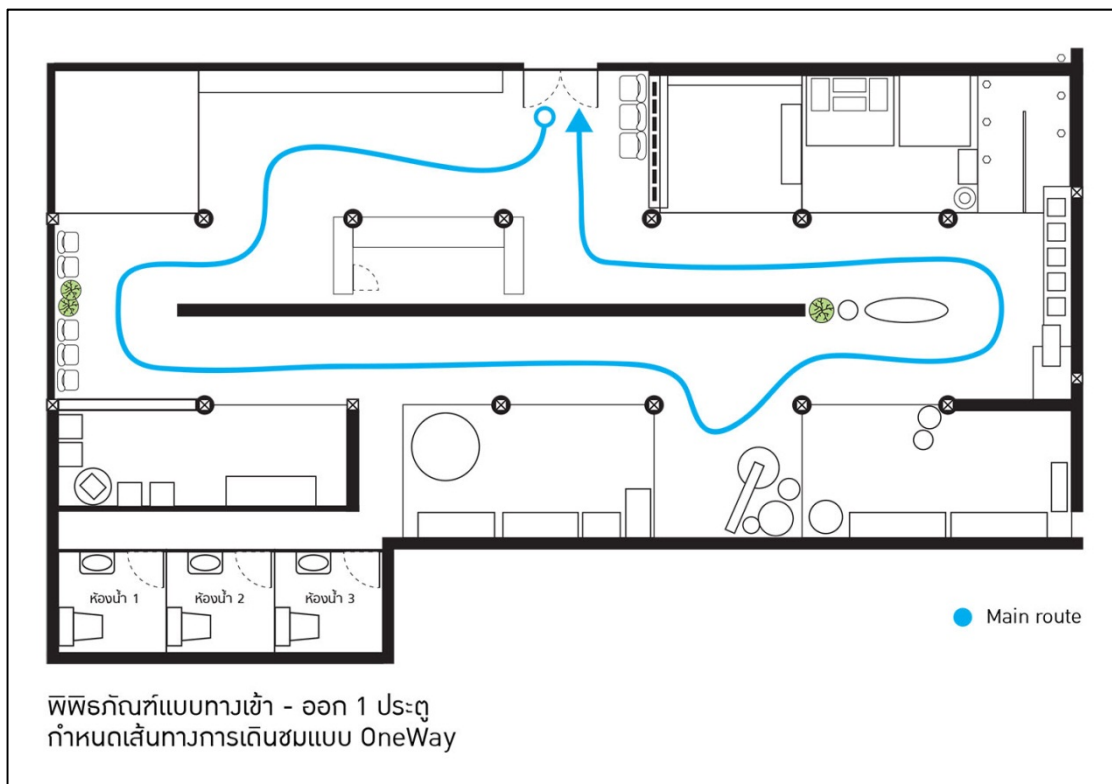 ห้องน้ำ 1
ห้องน้ำ 2
ห้องน้ำ 3
Main route
พิพิธภัณฑ์แบบทางเข้า - ออก 1 ประตู
กำหนดเส้นทางการเดินชมแบบ OneWay